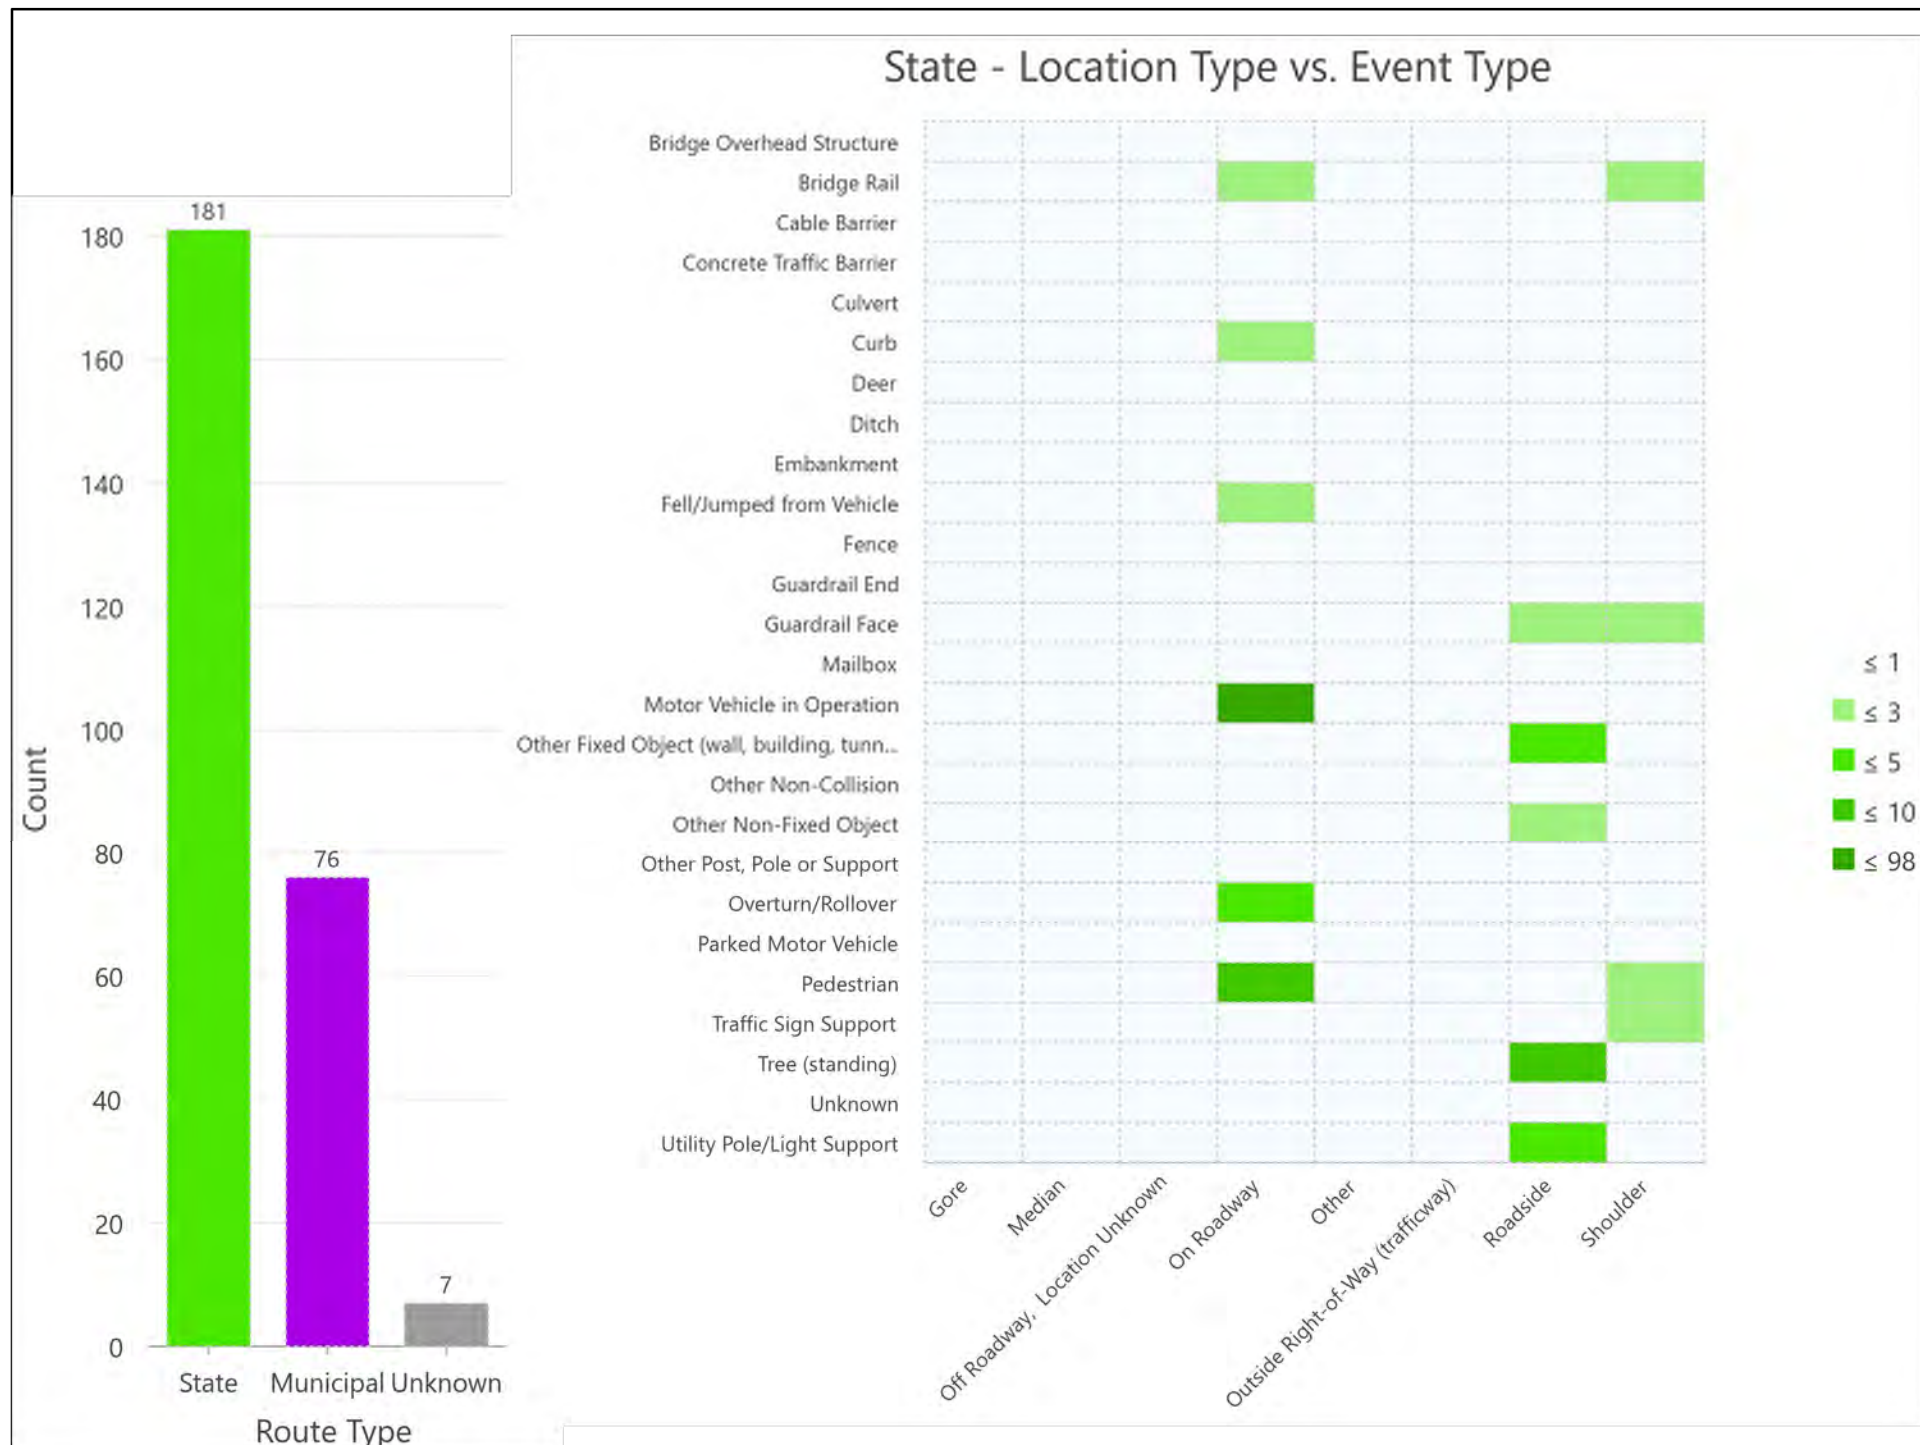 State - Location Type vs. Event Type
Bridge Overhead Structure
Bridge Rail
Cable Barrier
Concrete Traffic Barrier
Culvert
Curb
Deer
Ditch
Embankment
Fell/Jumped from Vehicle
Fence
Guardrail End
Guardrail Face
Mailbox
Motor Vehicle in Operation
Other Fixed Object (wall, building, tunn...
Other Non-Collision
Other Non-Fixed Object
Other Post, Pole or Support
Overturn/Rollover
Parked Motor Vehicle
Pedestrian
Traffic Sign Support
Tree (standing)
Unknown
Utility Pole/Light Support
Gore
Median
Off Roadway, Location Unknown
On Roadway
Other
Outside Right-of-Way (trafficway)
Roadside
Shoulder
≤ 1
≤ 3
≤ 5
≤ 10
≤ 98
Count
180
160
140
120
100
80
60
40
20
0
181
76
7
State
Municipal
Unknown
Route Type